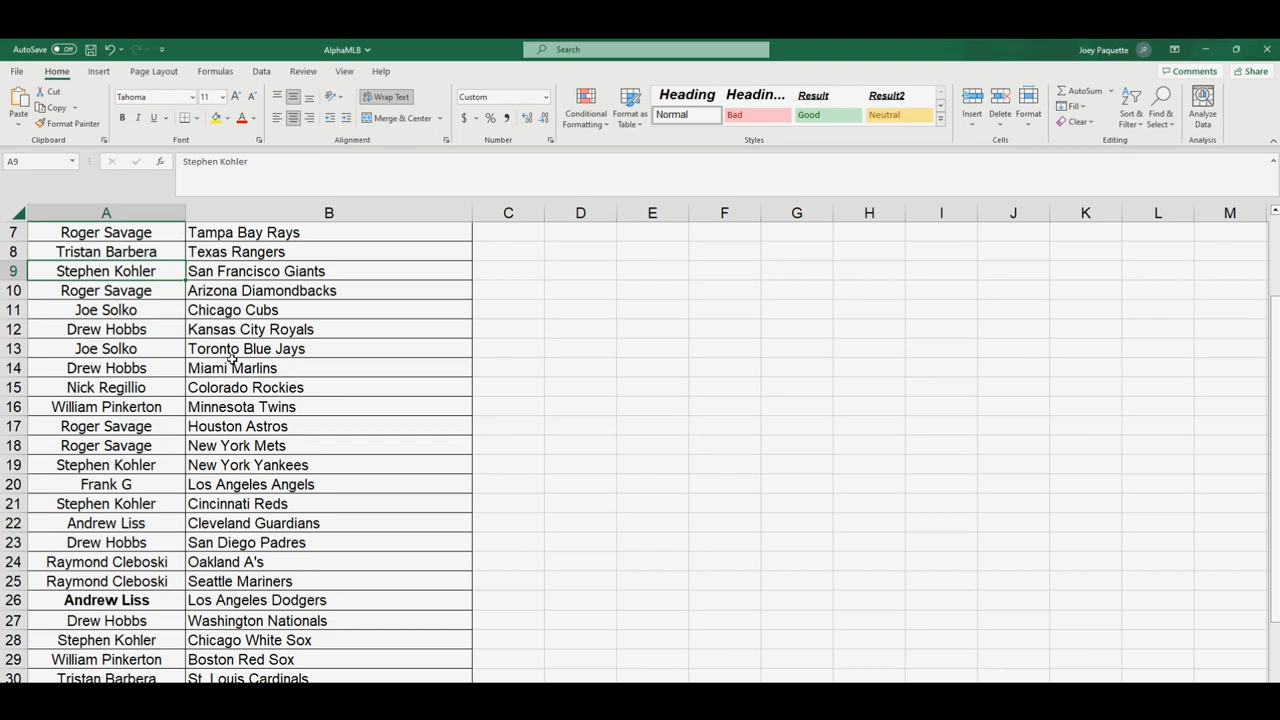 AutoSave Off AlphaMLB Search Joey Paquette JP
File Home Insert Page Layout Formulas Data Review View Help Comments Share
Paste Cut Copy Format Painter Clipboard
Tahoma 11 A A B I U A Font
Wrap Text Merge & Center Alignment
Custom $ % , Number
Conditional Formatting Format as Table
Heading Headin... Result Result2
Normal Bad Good Neutral Styles
Insert Delete Format Cells
AutoSum Fill Clear Sort & Filter Find & Select Editing
Analyze Data Analysis
A9 fx Stephen Kohler
A B C D E F G H I J K L M
7 Roger Savage Tampa Bay Rays
8 Tristan Barbera Texas Rangers
9 Stephen Kohler San Francisco Giants
10 Roger Savage Arizona Diamondbacks
11 Joe Solko Chicago Cubs
12 Drew Hobbs Kansas City Royals
13 Joe Solko Toronto Blue Jays
14 Drew Hobbs Miami Marlins
15 Nick Regillio Colorado Rockies
16 William Pinkerton Minnesota Twins
17 Roger Savage Houston Astros
18 Roger Savage New York Mets
19 Stephen Kohler New York Yankees
20 Frank G Los Angeles Angels
21 Stephen Kohler Cincinnati Reds
22 Andrew Liss Cleveland Guardians
23 Drew Hobbs San Diego Padres
24 Raymond Cleboski Oakland A's
25 Raymond Cleboski Seattle Mariners
26 Andrew Liss Los Angeles Dodgers
27 Drew Hobbs Washington Nationals
28 Stephen Kohler Chicago White Sox
29 William Pinkerton Boston Red Sox
30 Tristan Barbera St. Louis Cardinals